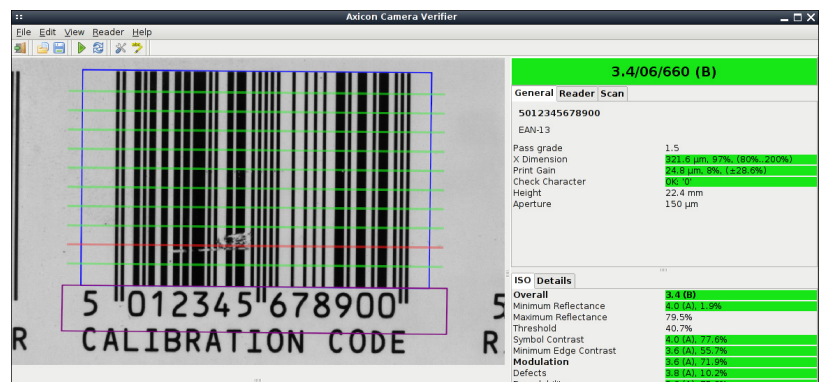 Axicon Camera Verifier
File Edit View Reader Help
3.4/06/660 (B)
General Reader Scan
5012345678900
EAN-13
Pass grade 1.5
X Dimension 321.6 µm, 97%, (80%..200%)
Print Gain 24.8 µm, 8%, (±28.6%)
Check Character OK: '0'
Height 22.4 mm
Aperture 150 µm
5 012345 678900 5
R CALIBRATION CODE R
ISO Details
Overall 3.4 (B)
Minimum Reflectance 4.0 (A), 1.9%
Maximum Reflectance 79.5%
Threshold 40.7%
Symbol Contrast 4.0 (A), 77.6%
Minimum Edge Contrast 3.6 (A), 55.7%
Modulation 3.6 (A), 71.9%
Defects 3.8 (A), 10.2%